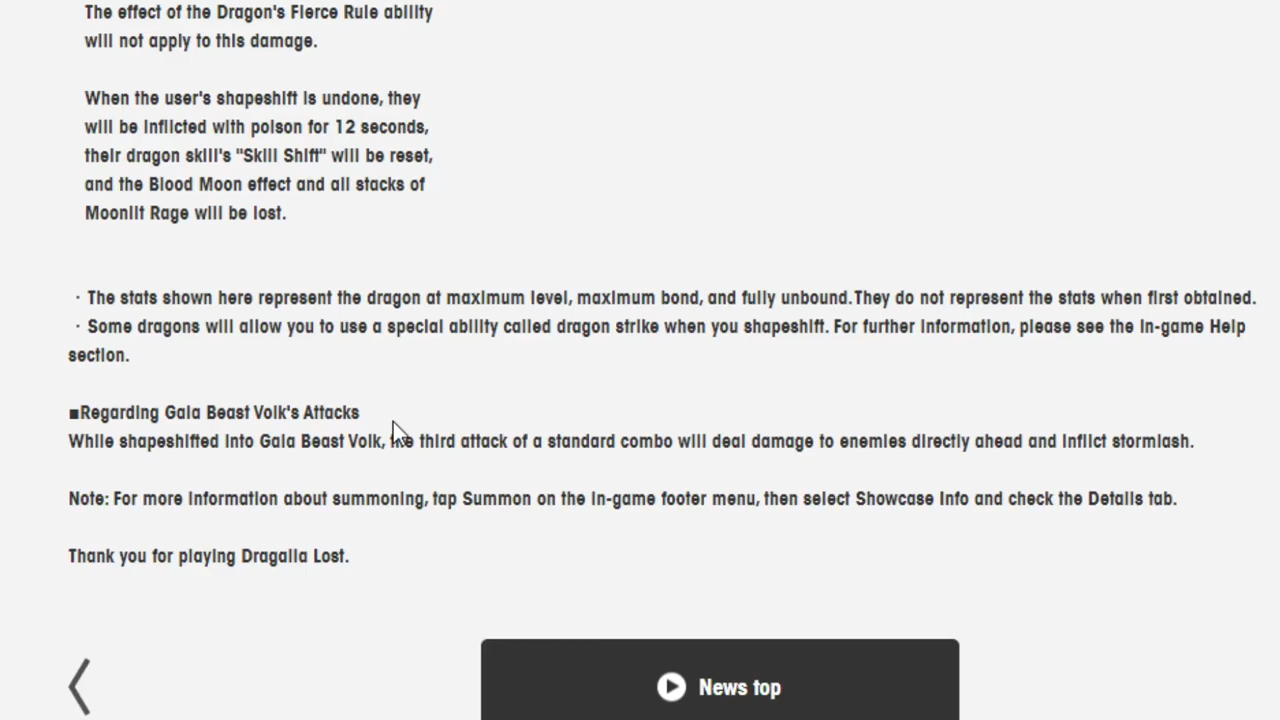 The effect of the Dragon's Fierce Rule ability
will not apply to this damage.
When the user's shapeshift is undone, they
will be inflicted with poison for 12 seconds,
their dragon skill's "Skill Shift" will be reset,
and the Blood Moon effect and all stacks of
Moonlit Rage will be lost.
・The stats shown here represent the dragon at maximum level, maximum bond, and fully unbound.They do not represent the stats when first obtained.
・Some dragons will allow you to use a special ability called dragon strike when you shapeshift. For further information, please see the in-game Help
section.
■Regarding Gala Beast Volk's Attacks
While shapeshifted into Gala Beast Volk, the third attack of a standard combo will deal damage to enemies directly ahead and inflict stormlash.
Note: For more information about summoning, tap Summon on the in-game footer menu, then select Showcase Info and check the Details tab.
Thank you for playing Dragalia Lost.
News top